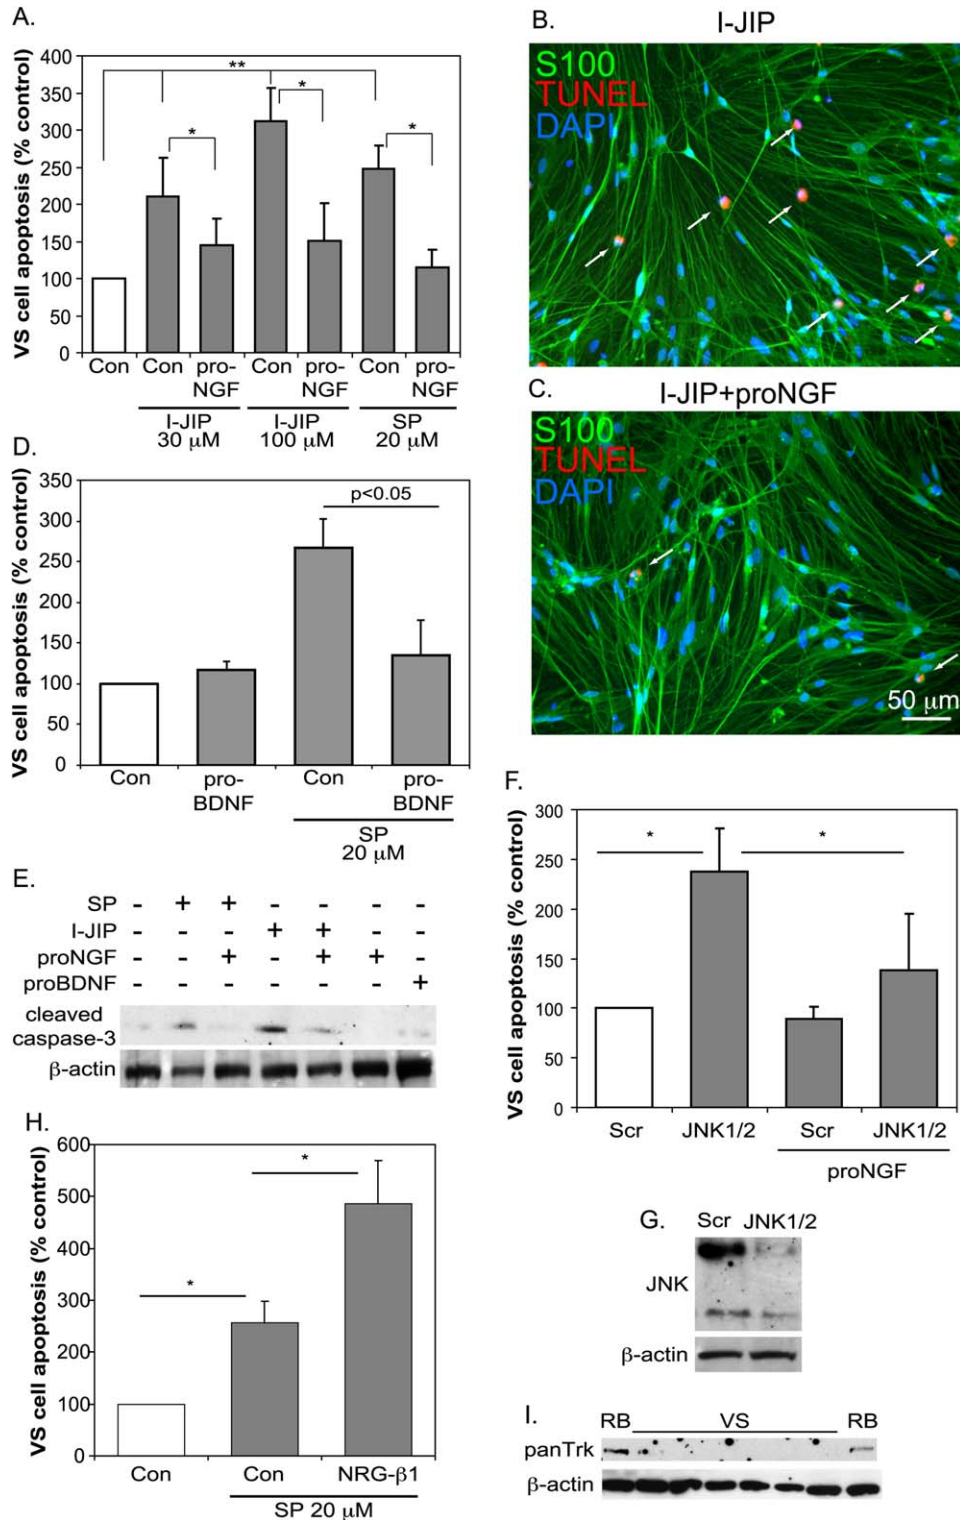 A.
VS cell apoptosis (% control)
400
350
300
250
200
150
100
50
0
**
*
*
*
Con Con pro-NGF Con pro-NGF Con pro-NGF
I-JIP 30 μM
I-JIP 100 μM
SP 20 μM
B.
I-JIP
S100
TUNEL
DAPI
C.
I-JIP+proNGF
S100
TUNEL
DAPI
50 μm
D.
VS cell apoptosis (% control)
350
300
250
200
150
100
50
0
p<0.05
Con pro-BDNF Con pro-BDNF
SP
20 μM
E.
SP - + + - - - -
I-JIP - - - + + - -
proNGF - - + - + + -
proBDNF - - - - - - +
cleaved
caspase-3
β-actin
F.
VS cell apoptosis (% control)
300
250
200
150
100
50
0
*
*
Scr JNK1/2 Scr JNK1/2
proNGF
G.
Scr JNK1/2
JNK
β-actin
H.
VS cell apoptosis (% control)
600
500
400
300
200
100
0
*
*
Con Con NRG-β1
SP 20 μM
I.
RB VS RB
panTrk
β-actin